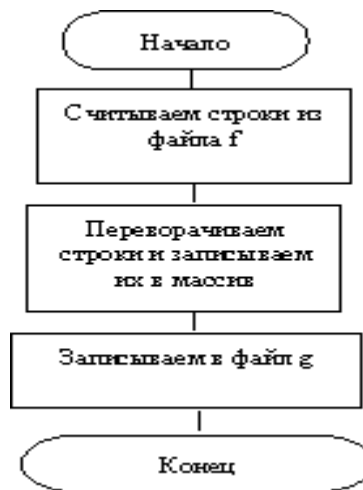 Начало
Считываем строки из
файла f
Переворачиваем
строки и записываем
их в массив
Записываем в файл g
Конец